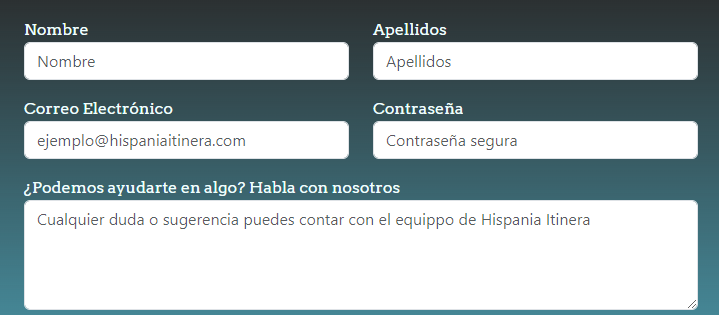 Nombre
Apellidos
Nombre
Apellidos
Correo Electrónico
Contraseña
ejemplo@hispaniaitinera.com
Contraseña segura
¿Podemos ayudarte en algo? Habla con nosotros
Cualquier duda o sugerencia puedes contar con el equippo de Hispania Itinera